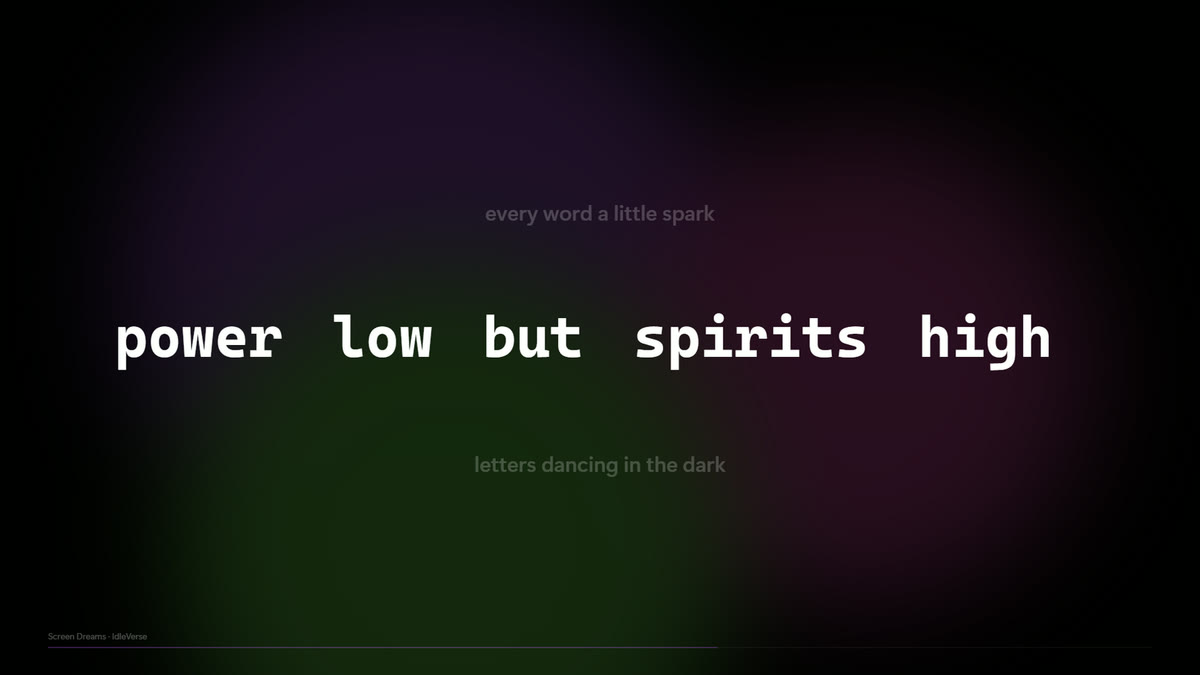 every word a little spark
power low but spirits high
letters dancing in the dark
Screen Dreams · IdleVerse